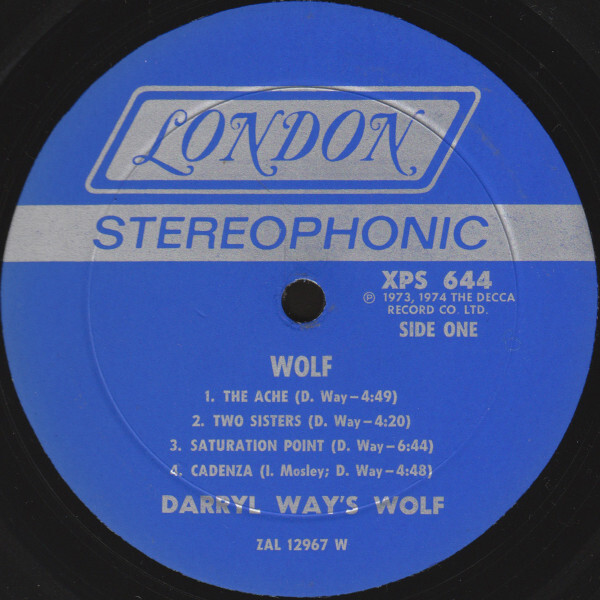 LONDON
STEREOPHONIC
XPS 644
℗ 1973, 1974 THE DECCA
RECORD CO. LTD.
SIDE ONE
WOLF
1. THE ACHE (D. Way–4:49)
2. TWO SISTERS (D. Way–4:20)
3. SATURATION POINT (D. Way–6:44)
4. CADENZA (I. Mosley; D. Way–4:48)
DARRYL WAY'S WOLF
ZAL 12967 W